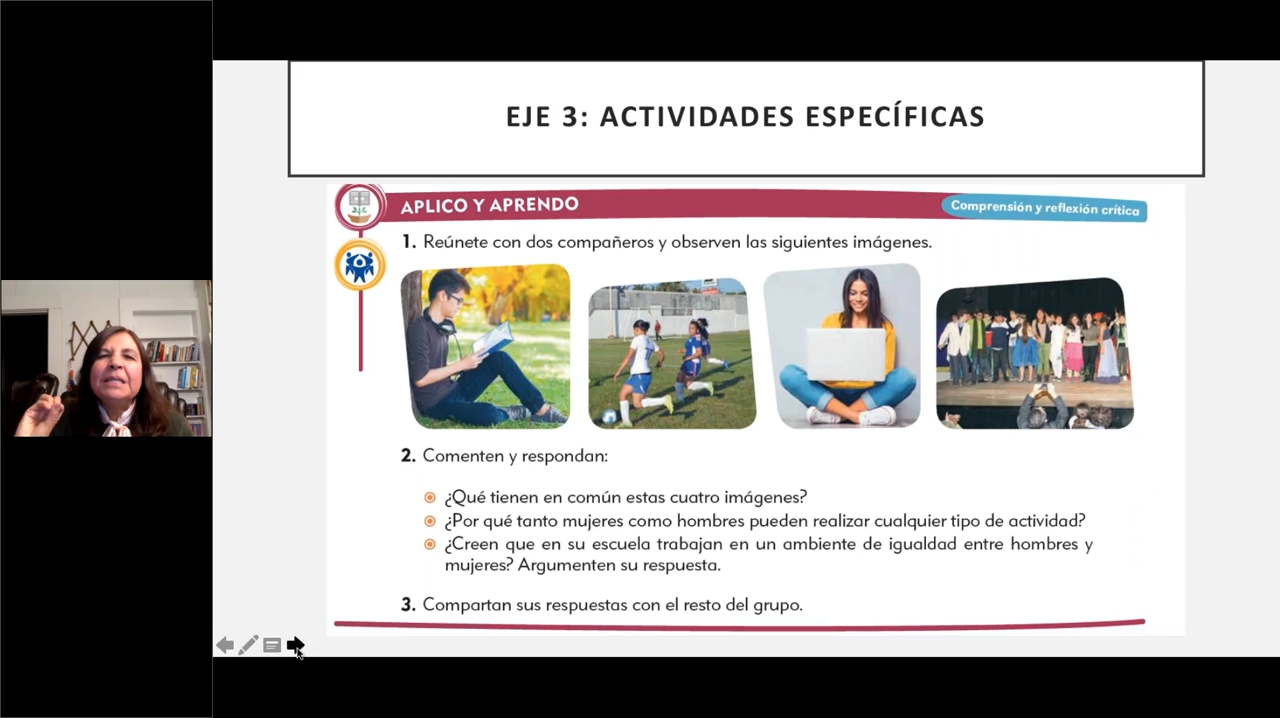 EJE 3: ACTIVIDADES ESPECÍFICAS
APLICO Y APRENDO
Comprensión y reflexión crítica
1. Reúnete con dos compañeros y observen las siguientes imágenes.
2. Comenten y respondan:
¿Qué tienen en común estas cuatro imágenes?
¿Por qué tanto mujeres como hombres pueden realizar cualquier tipo de actividad?
¿Creen que en su escuela trabajan en un ambiente de igualdad entre hombres y
mujeres? Argumenten su respuesta.
3. Compartan sus respuestas con el resto del grupo.